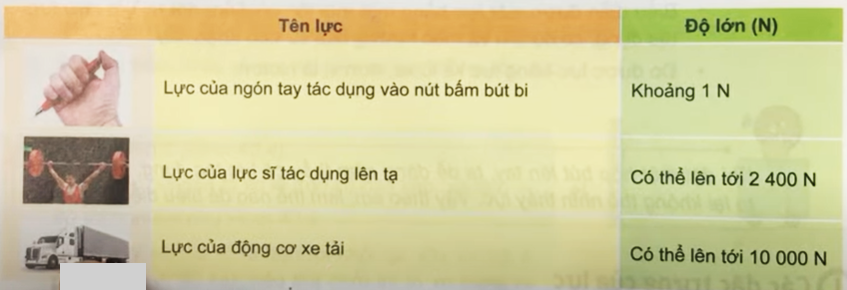 Tên lực
Độ lớn (N)
Lực của ngón tay tác dụng vào nút bấm bút bi
Khoảng 1 N
Lực của lực sĩ tác dụng lên tạ
Có thể lên tới 2 400 N
Lực của động cơ xe tải
Có thể lên tới 10 000 N